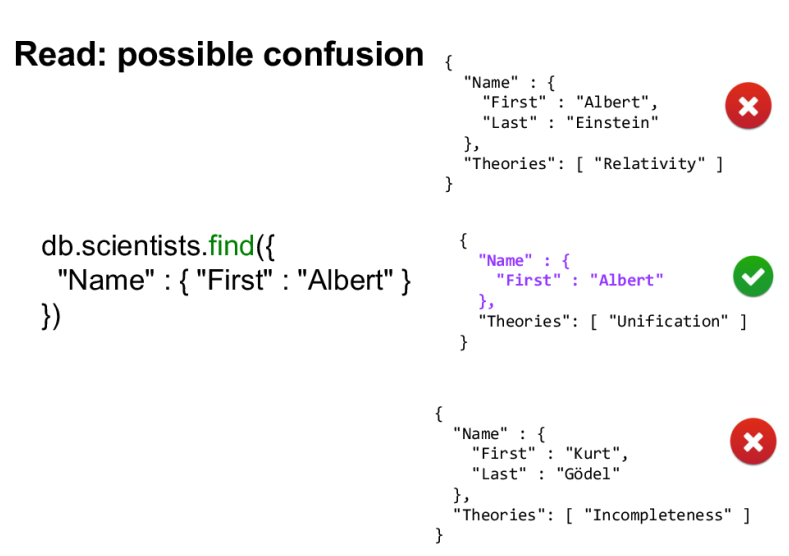 Read: possible confusion
db.scientists.find({
"Name" : { "First" : "Albert" }
})
{
"Name" : {
"First" : "Albert",
"Last" : "Einstein"
},
"Theories": [ "Relativity" ]
}
{
"Name" : {
"First" : "Albert"
},
"Theories": [ "Unification" ]
}
{
"Name" : {
"First" : "Kurt",
"Last" : "Gödel"
},
"Theories": [ "Incompleteness" ]
}